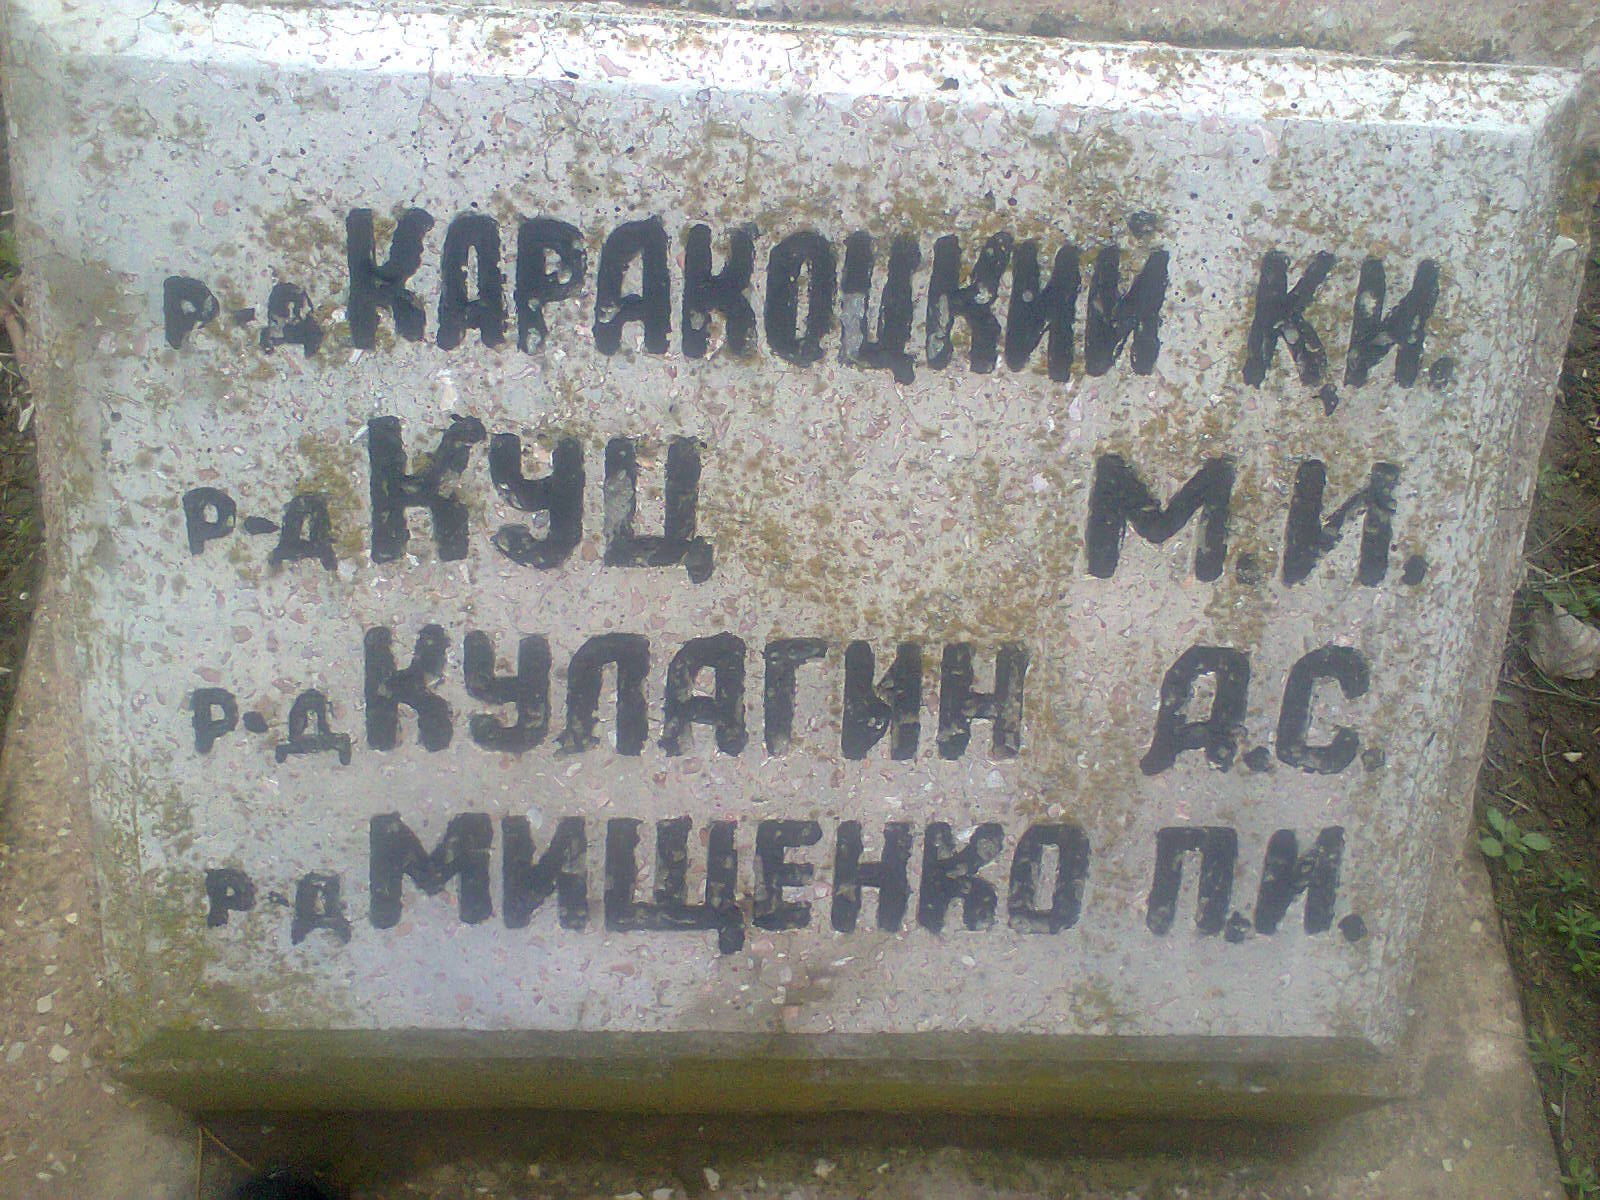 р-д КАРАКОЦКИЙ К.И.
р-д КУЦ М.И.
р-д КУЛАГИН Д.С.
р-д МИЩЕНКО П.И.